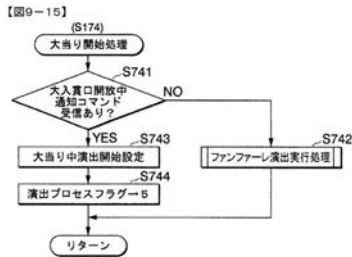 【図9-15】
(S174)
大当り開始処理
S741
大入賞口開放中
通知コマンド
受信あり?
NO
YES
S743
大当り中演出開始設定
S742
ファンファーレ演出実行処理
S744
演出プロセスフラグ→5
リターン